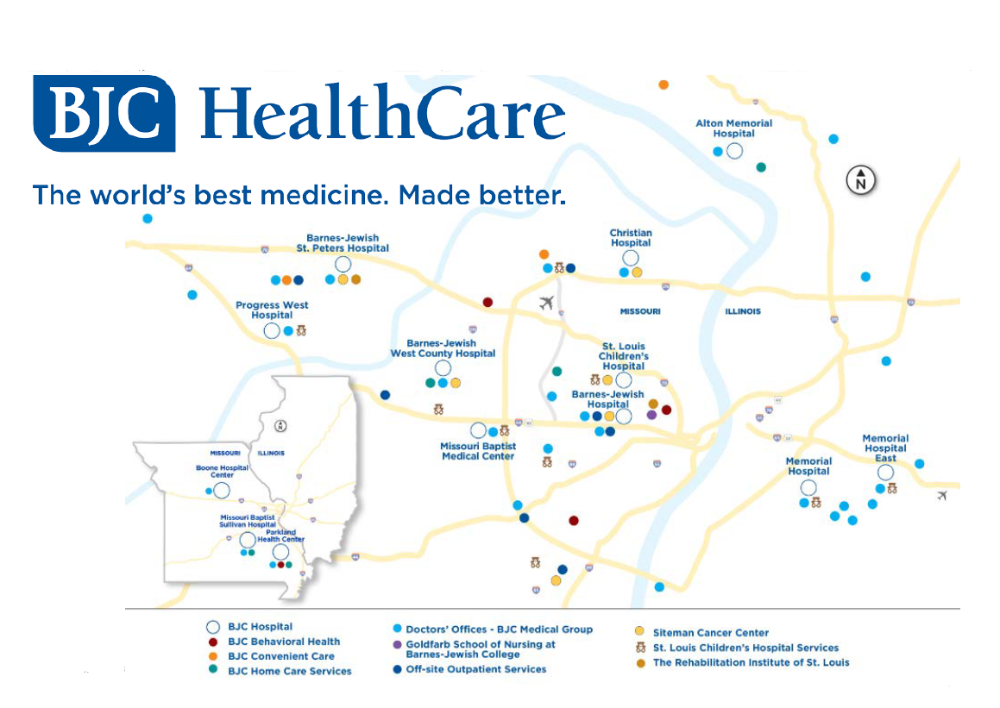 BJC HealthCare
The world's best medicine. Made better.
Alton Memorial
Hospital
N
Barnes-Jewish
St. Peters Hospital
Christian
Hospital
70
Progress West
Hospital
MISSOURI
ILLINOIS
Barnes-Jewish
West County Hospital
St. Louis
Children's
Hospital
Barnes-Jewish
Hospital
Missouri Baptist
Medical Center
Memorial
Hospital
East
Memorial
Hospital
N
MISSOURI
ILLINOIS
Boone Hospital
Center
Missouri Baptist
Sullivan Hospital
Parkland
Health Center
BJC Hospital
BJC Behavioral Health
BJC Convenient Care
BJC Home Care Services
Doctors' Offices - BJC Medical Group
Goldfarb School of Nursing at
Barnes-Jewish College
Off-site Outpatient Services
Siteman Cancer Center
St. Louis Children's Hospital Services
The Rehabilitation Institute of St. Louis